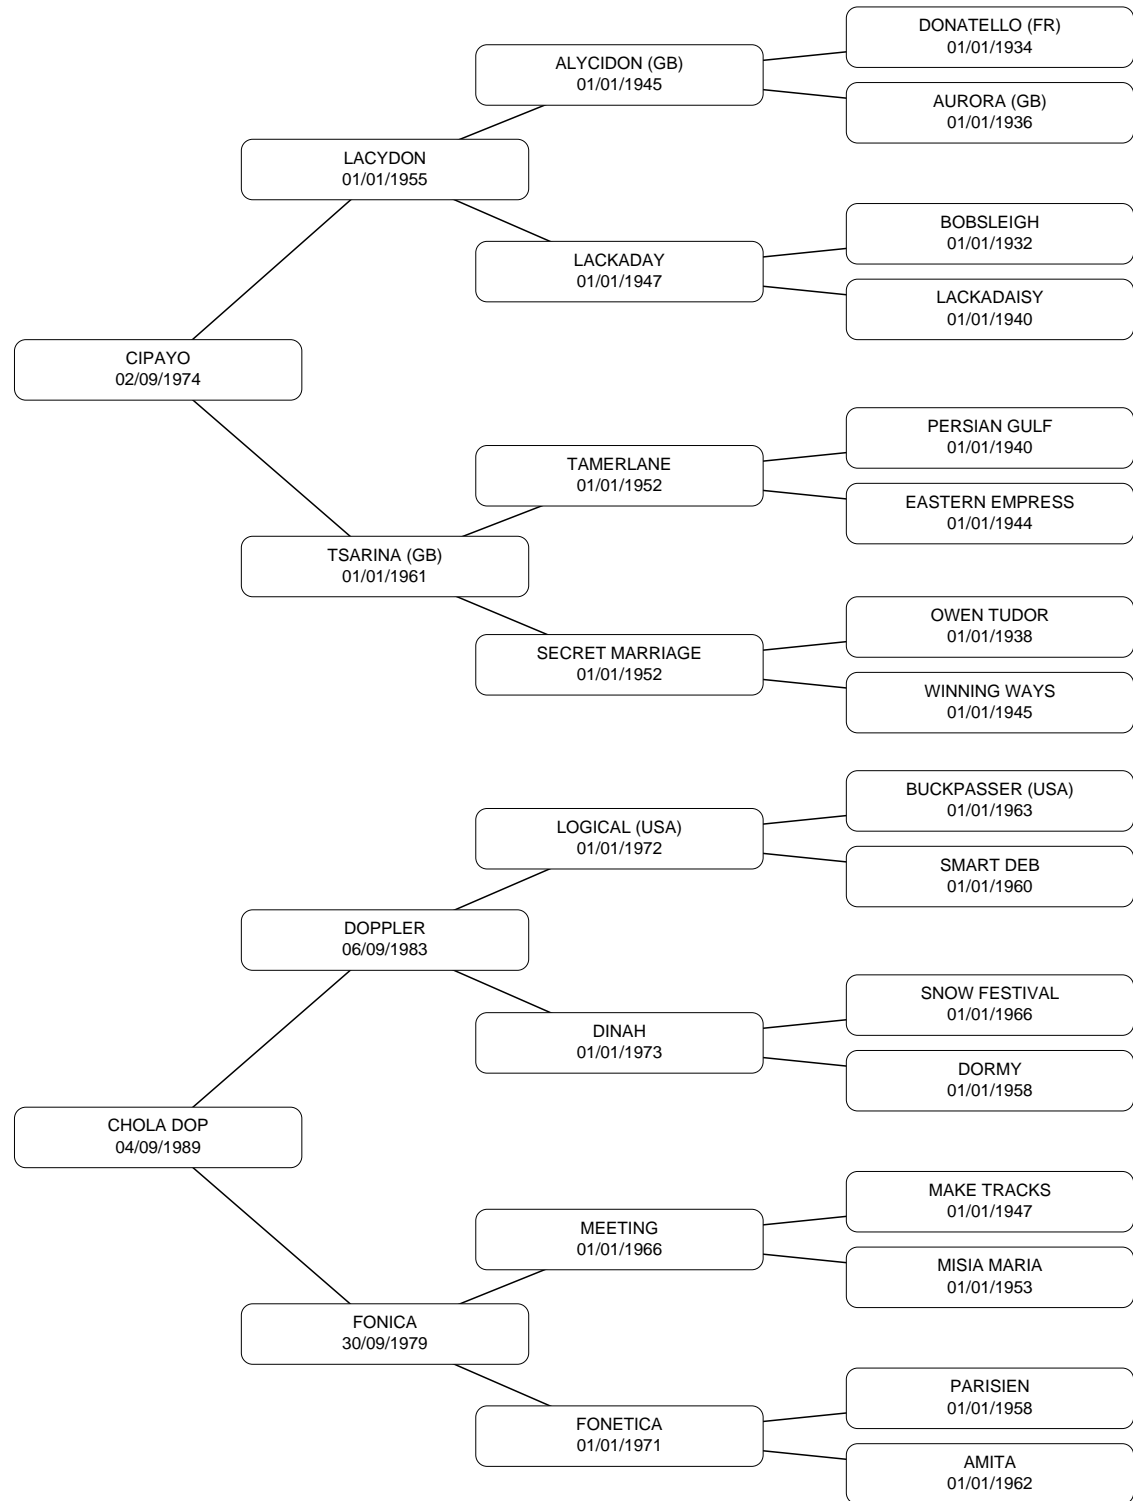 DONATELLO (FR)
01/01/1934
ALYCIDON (GB)
01/01/1945
AURORA (GB)
01/01/1936
LACYDON
01/01/1955
BOBSLEIGH
01/01/1932
LACKADAY
01/01/1947
LACKADAISY
01/01/1940
CIPAYO
02/09/1974
PERSIAN GULF
01/01/1940
TAMERLANE
01/01/1952
EASTERN EMPRESS
01/01/1944
TSARINA (GB)
01/01/1961
OWEN TUDOR
01/01/1938
SECRET MARRIAGE
01/01/1952
WINNING WAYS
01/01/1945
BUCKPASSER (USA)
01/01/1963
LOGICAL (USA)
01/01/1972
SMART DEB
01/01/1960
DOPPLER
06/09/1983
SNOW FESTIVAL
01/01/1966
DINAH
01/01/1973
DORMY
01/01/1958
CHOLA DOP
04/09/1989
MAKE TRACKS
01/01/1947
MEETING
01/01/1966
MISIA MARIA
01/01/1953
FONICA
30/09/1979
PARISIEN
01/01/1958
FONETICA
01/01/1971
AMITA
01/01/1962